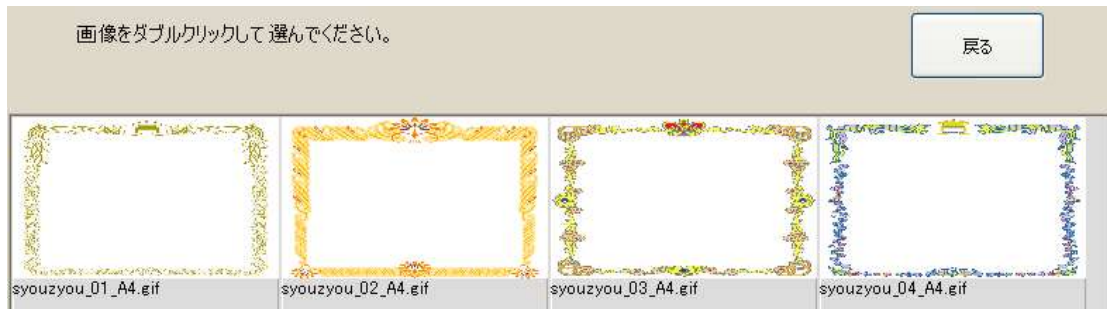 画像をダブルクリックして選んでください。
戻る
syouzyou_01_A4.gif
syouzyou_02_A4.gif
syouzyou_03_A4.gif
syouzyou_04_A4.gif